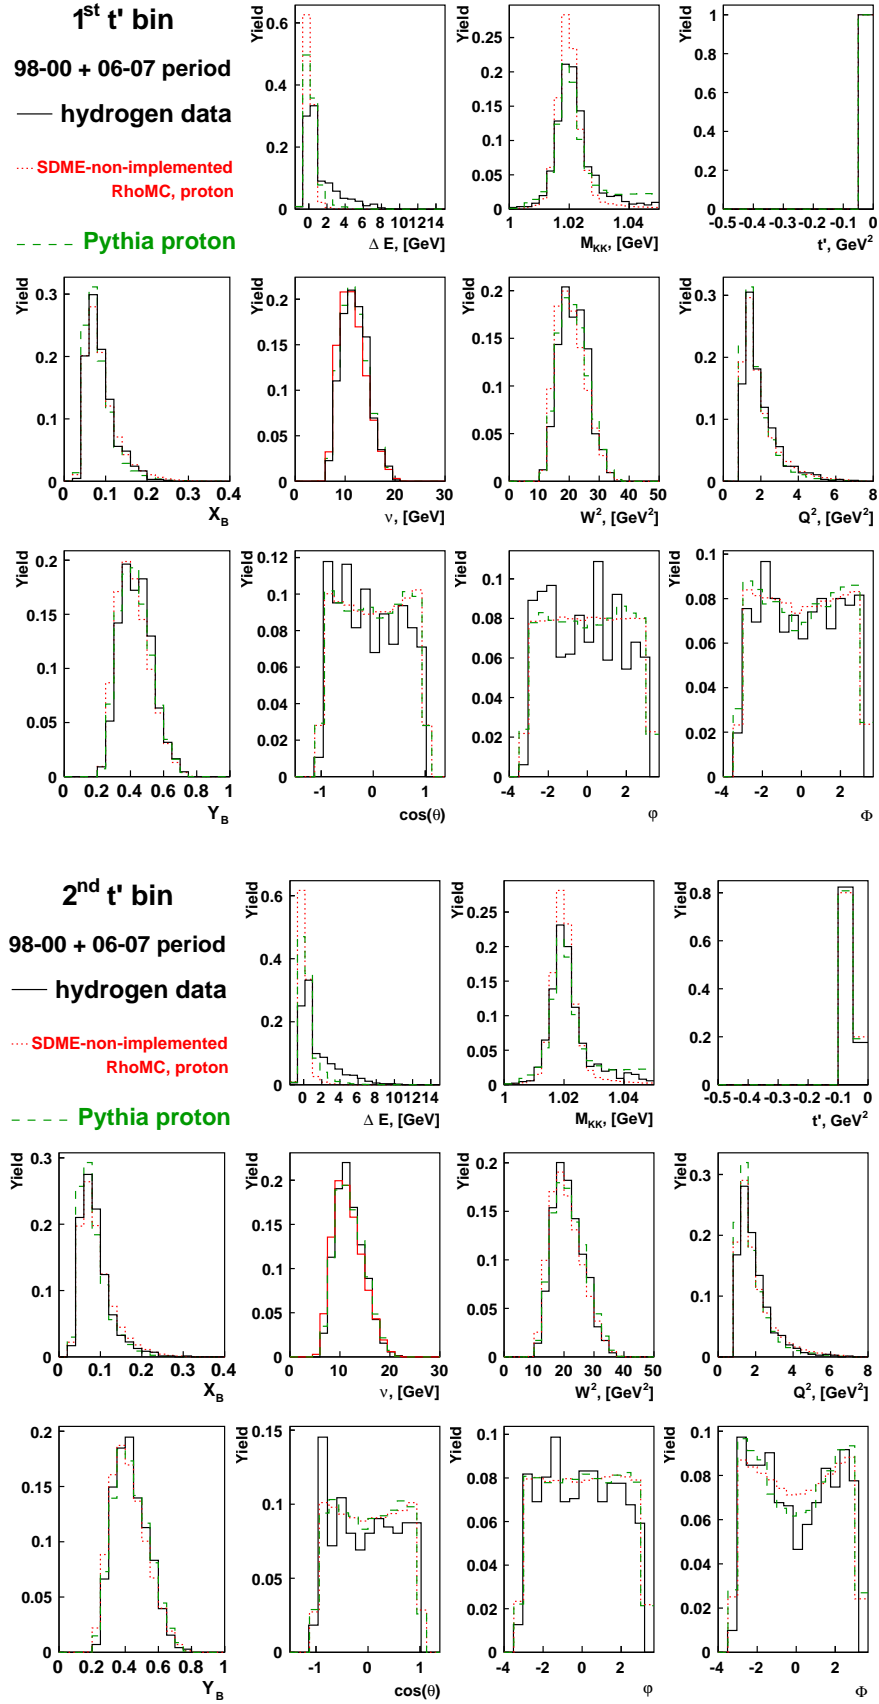 1st t' bin
98-00 + 06-07 period
hydrogen data
SDME-non-implemented
RhoMC, proton
Pythia proton
Yield
0.6
0.4
0.2
0
0 2 4 6 8 10 12 14
Δ E, [GeV]
Yield
0.25
0.2
0.15
0.1
0.05
0
1 1.02 1.04
M_KK, [GeV]
Yield
1
0.8
0.6
0.4
0.2
0
-0.5 -0.4 -0.3 -0.2 -0.1 0
t', GeV²
Yield
0.3
0.2
0.1
0
0 0.1 0.2 0.3 0.4
X_B
Yield
0.2
0.15
0.1
0.05
0
0 10 20 30
ν, [GeV]
Yield
0.2
0.15
0.1
0.05
0
0 10 20 30 40 50
W², [GeV²]
Yield
0.3
0.2
0.1
0
0 2 4 6 8
Q², [GeV²]
Yield
0.2
0.15
0.1
0.05
0
0 0.2 0.4 0.6 0.8 1
Y_B
Yield
0.12
0.1
0.08
0.06
0.04
0.02
0
-1 0 1
cos(θ)
Yield
0.1
0.08
0.06
0.04
0.02
0
-4 -2 0 2
φ
Yield
0.1
0.08
0.06
0.04
0.02
0
-4 -2 0 2
Φ
2nd t' bin
98-00 + 06-07 period
hydrogen data
SDME-non-implemented
RhoMC, proton
Pythia proton
Yield
0.6
0.4
0.2
0
0 2 4 6 8 10 12 14
Δ E, [GeV]
Yield
0.25
0.2
0.15
0.1
0.05
0
1 1.02 1.04
M_KK, [GeV]
Yield
0.8
0.6
0.4
0.2
0
-0.5 -0.4 -0.3 -0.2 -0.1 0
t', GeV²
Yield
0.3
0.2
0.1
0
0 0.1 0.2 0.3 0.4
X_B
Yield
0.2
0.15
0.1
0.05
0
0 10 20 30
ν, [GeV]
Yield
0.2
0.15
0.1
0.05
0
0 10 20 30 40 50
W², [GeV²]
Yield
0.3
0.2
0.1
0
0 2 4 6 8
Q², [GeV²]
Yield
0.2
0.15
0.1
0.05
0
0 0.2 0.4 0.6 0.8 1
Y_B
Yield
0.15
0.1
0.05
0
-1 0 1
cos(θ)
Yield
0.1
0.08
0.06
0.04
0.02
0
-4 -2 0 2
φ
Yield
0.1
0.08
0.06
0.04
0.02
0
-4 -2 0 2
Φ